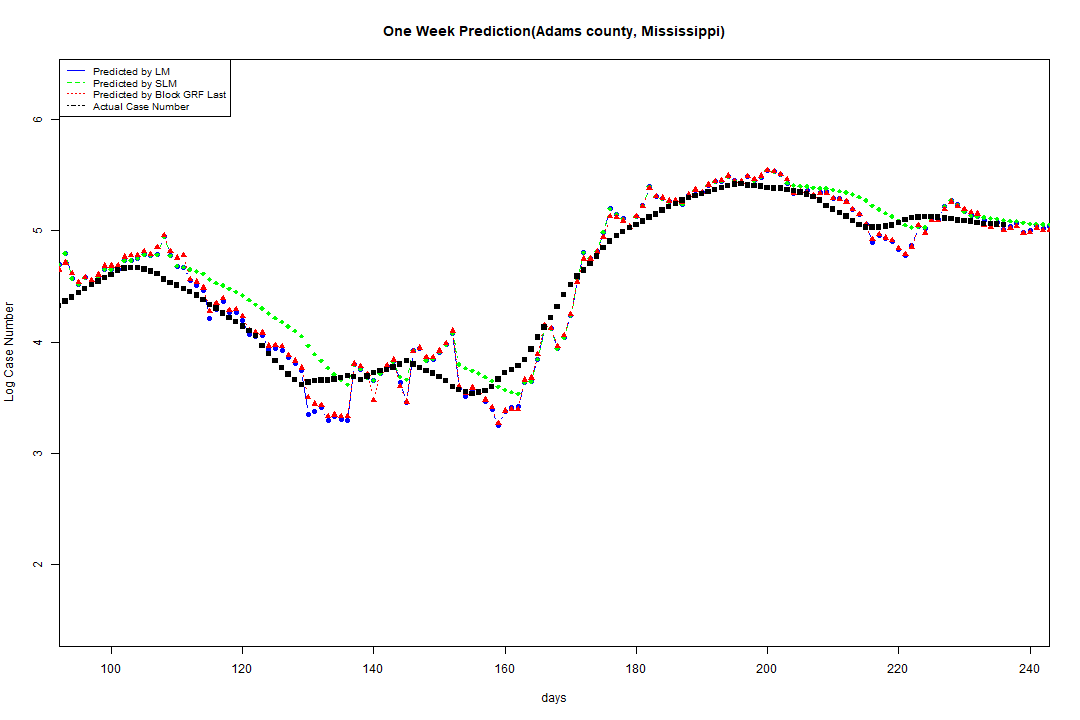 One Week Prediction(Adams county, Mississippi)
Predicted by LM
Predicted by SLM
Predicted by Block GRF Last
Actual Case Number
6
5
4
3
2
Log Case Number
100 120 140 160 180 200 220 240
days